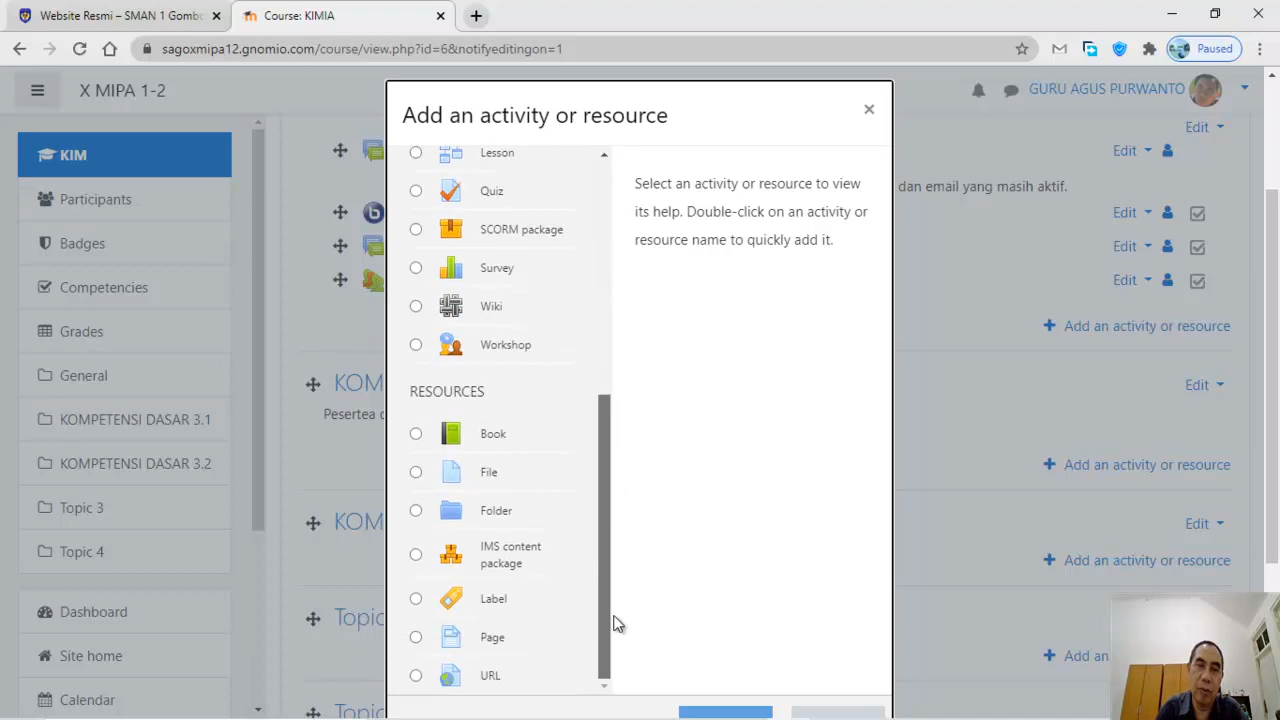 Website Resmi – SMAN 1 Gomb
Course: KIMIA
sagoxmipa12.gnomio.com/course/view.php?id=6&notifyeditingon=1
Paused
X MIPA 1-2
GURU AGUS PURWANTO
KIM
Participants
Badges
Competencies
Grades
General
KOMPETENSI DASAR 3.1
KOMPETENSI DASAR 3.2
Topic 3
Topic 4
Dashboard
Site home
Calendar
Add an activity or resource
Lesson
Quiz
SCORM package
Survey
Wiki
Workshop
RESOURCES
Book
File
Folder
IMS content
package
Label
Page
URL
Select an activity or resource to view
its help. Double-click on an activity or
resource name to quickly add it.
Edit
Edit
dan email yang masih aktif.
Edit
Edit
Edit
Add an activity or resource
KOM
Edit
Pesertea d
Add an activity or resource
KOM
Edit
Add an activity or resource
Topic
Add an
Topic